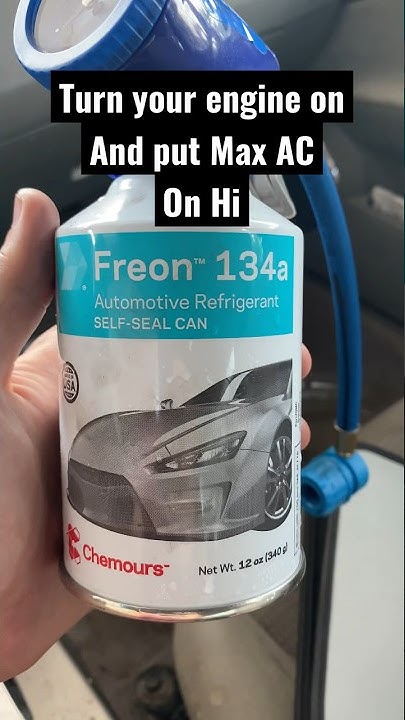 Turn your engine on
And put Max AC
On Hi
Freon™ 134a
Automotive Refrigerant
SELF-SEAL CAN
USA
Chemours™
Net Wt. 12 oz (340 g)